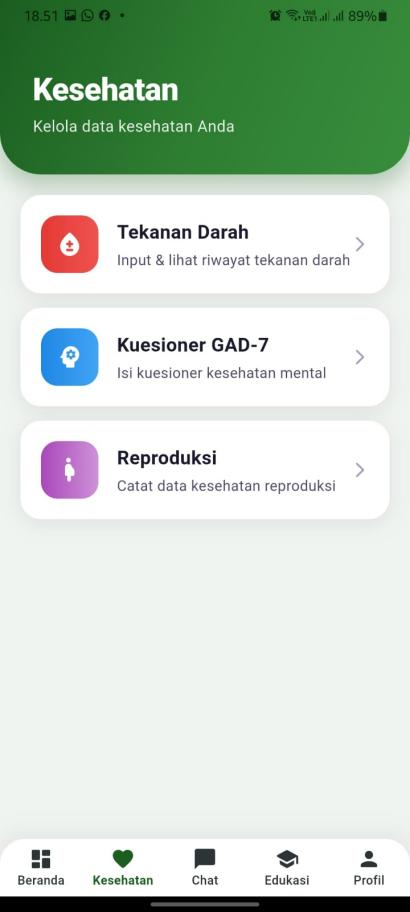 18.51
89%
Kesehatan
Kelola data kesehatan Anda
Tekanan Darah
Input & lihat riwayat tekanan darah
Kuesioner GAD-7
Isi kuesioner kesehatan mental
Reproduksi
Catat data kesehatan reproduksi
Beranda Kesehatan Chat Edukasi Profil